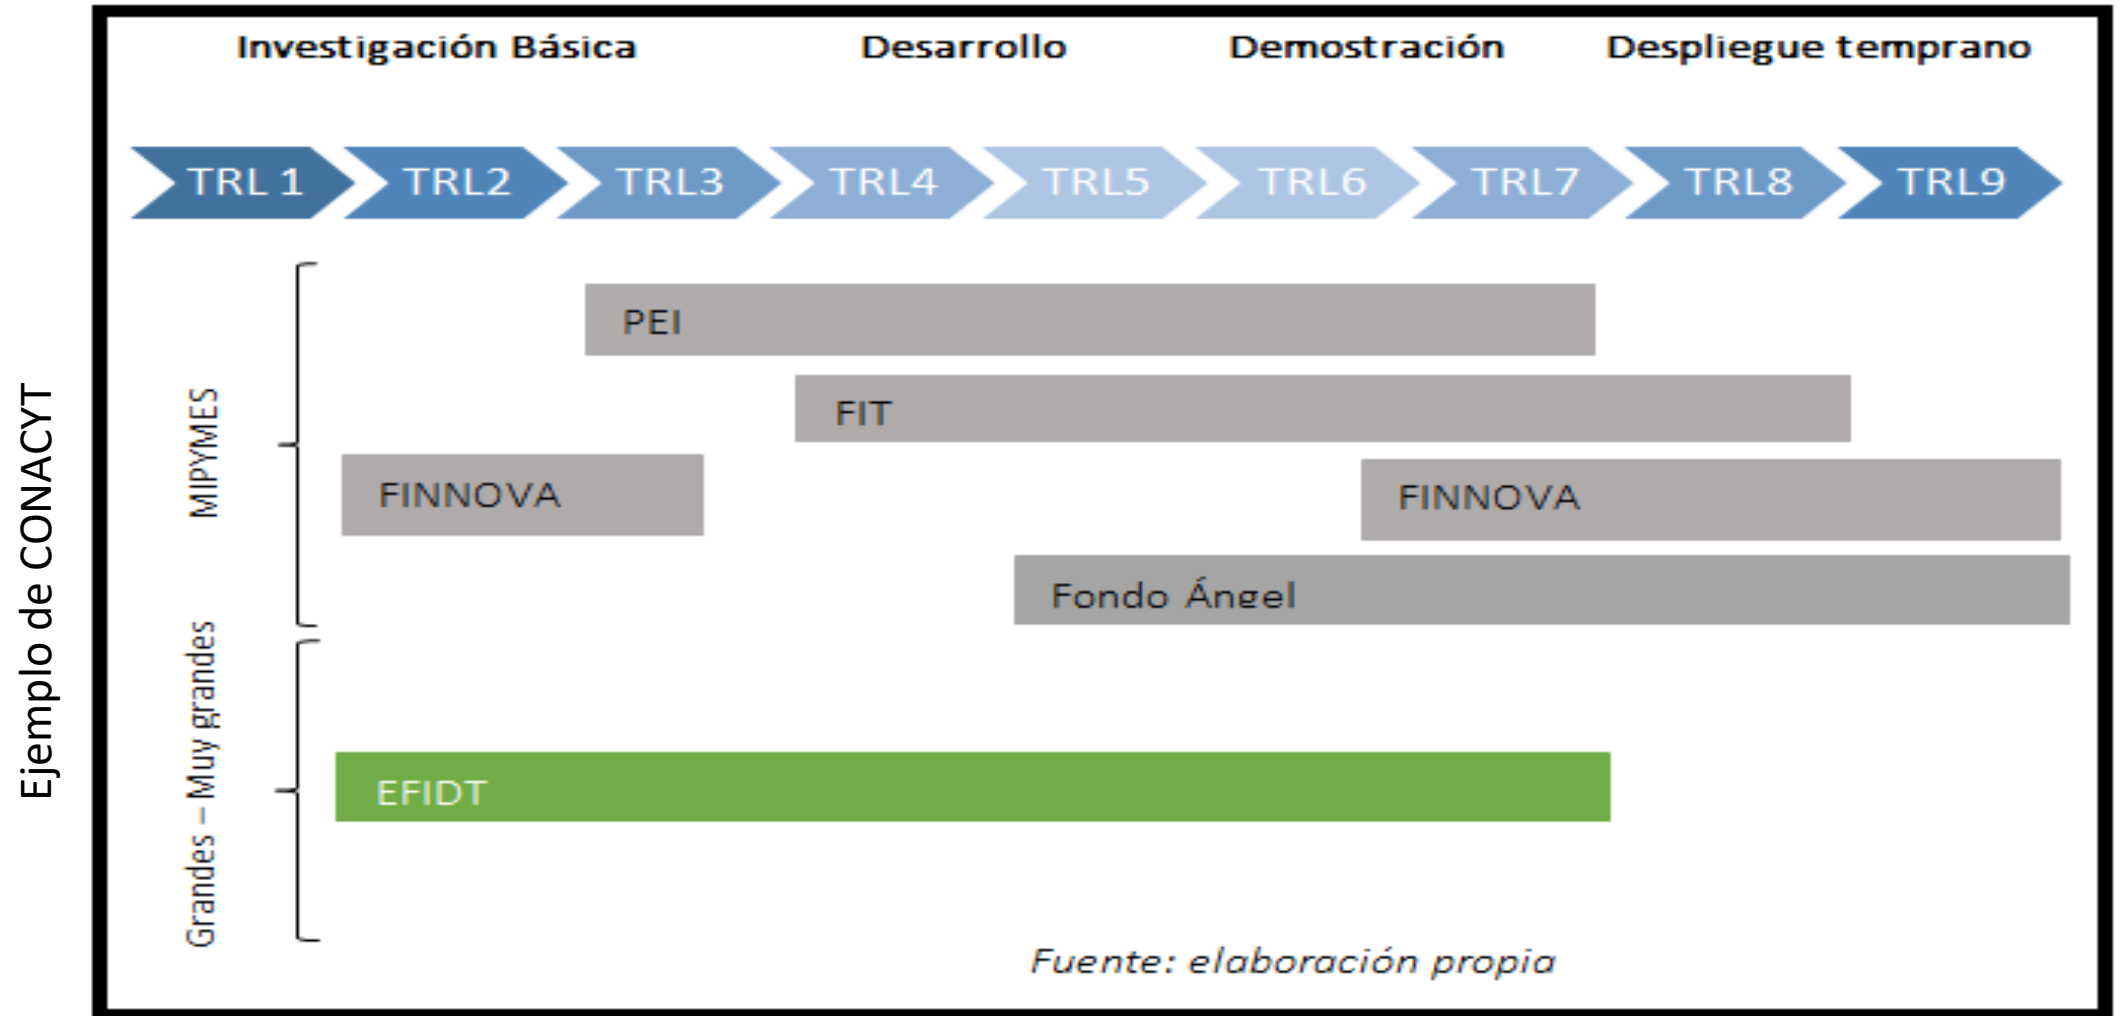 Investigación Básica Desarrollo Demostración Despliegue temprano
TRL 1 TRL2 TRL3 TRL4 TRL5 TRL6 TRL7 TRL8 TRL9
Ejemplo de CONACYT
MIPYMES
PEI
FIT
FINNOVA FINNOVA
Fondo Ángel
Grandes – Muy grandes
EFIDT
Fuente: elaboración propia